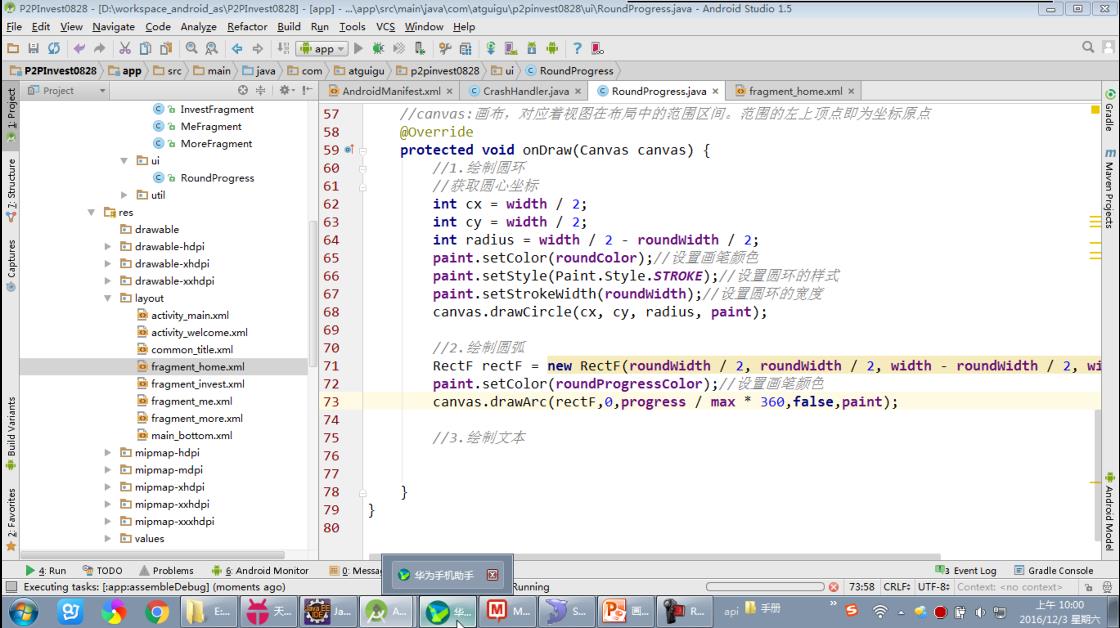 P2PInvest0828 - [D:\workspace_android_as\P2PInvest0828] - [app] - ...\app\src\main\java\com\atguigu\p2pinvest0828\ui\RoundProgress.java - Android Studio 1.5
File Edit View Navigate Code Analyze Refactor Build Run Tools VCS Window Help
app
P2PInvest0828 app src main java com atguigu p2pinvest0828 ui RoundProgress
Project
AndroidManifest.xml CrashHandler.java RoundProgress.java fragment_home.xml
1: Project
7: Structure
Captures
Build Variants
2: Favorites
InvestFragment
MeFragment
MoreFragment
ui
RoundProgress
util
res
drawable
drawable-hdpi
drawable-xhdpi
drawable-xxhdpi
layout
activity_main.xml
activity_welcome.xml
common_title.xml
fragment_home.xml
fragment_invest.xml
fragment_me.xml
fragment_more.xml
main_bottom.xml
mipmap-hdpi
mipmap-mdpi
mipmap-xhdpi
mipmap-xxhdpi
mipmap-xxxhdpi
values
57 //canvas:画布，对应着视图在布局中的范围区间。范围的左上顶点即为坐标原点
58 @Override
59 protected void onDraw(Canvas canvas) {
60 //1.绘制圆环
61 //获取圆心坐标
62 int cx = width / 2;
63 int cy = width / 2;
64 int radius = width / 2 - roundWidth / 2;
65 paint.setColor(roundColor);//设置画笔颜色
66 paint.setStyle(Paint.Style.STROKE);//设置圆环的样式
67 paint.setStrokeWidth(roundWidth);//设置圆环的宽度
68 canvas.drawCircle(cx, cy, radius, paint);
69
70 //2.绘制圆弧
71 RectF rectF = new RectF(roundWidth / 2, roundWidth / 2, width - roundWidth / 2, wi
72 paint.setColor(roundProgressColor);//设置画笔颜色
73 canvas.drawArc(rectF,0,progress / max * 360,false,paint);
74
75 //3.绘制文本
76
77
78 }
79 }
80
Gradle
Maven Projects
Android Model
4: Run TODO Problems 6: Android Monitor 0: Messa Event Log Gradle Console
华为手机助手
Executing tasks: [:app:assembleDebug] (moments ago) Running 73:58 CRLF UTF-8 Context: <no context>
E... 天... Ja... A... 华... M... S... 画... R... api 手册
上午 10:00
2016/12/3 星期六